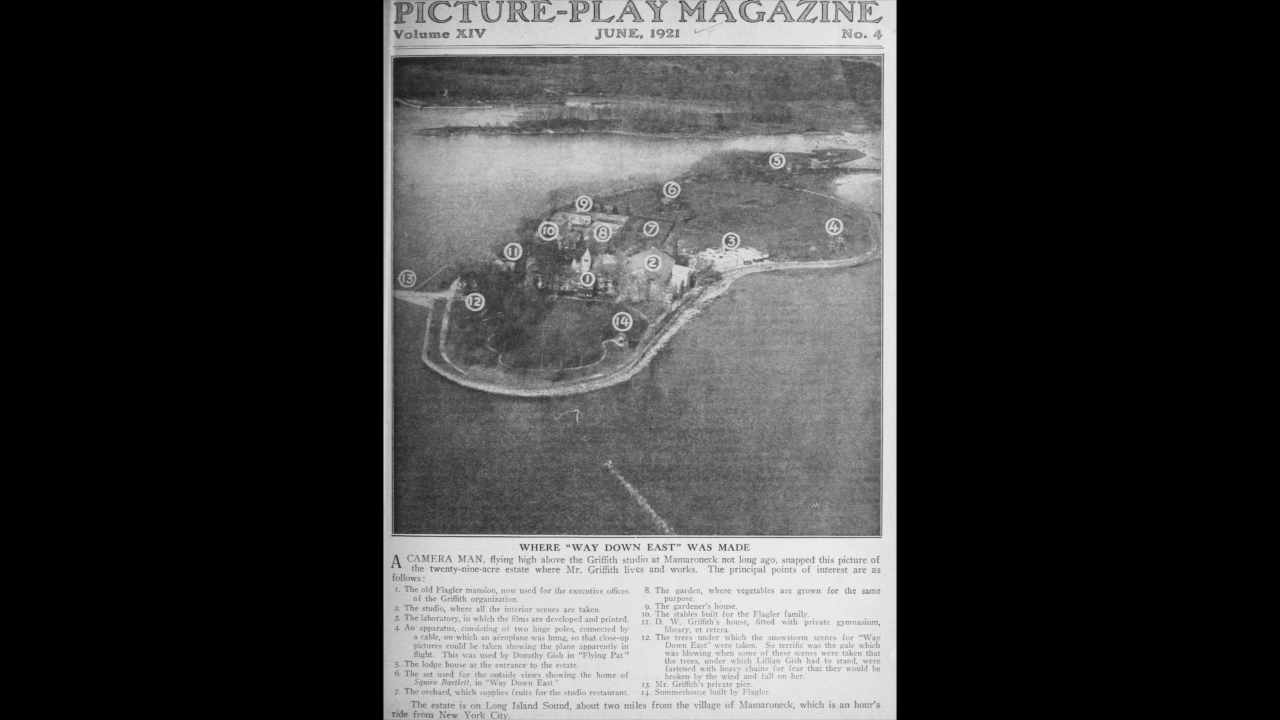 PICTURE-PLAY MAGAZINE
Volume XIV JUNE, 1921 No. 4
5
6
9
4
7
10
8
3
11
2
13
1
12
14
WHERE "WAY DOWN EAST" WAS MADE
A CAMERA MAN, flying high above the Griffith studio at Mamaroneck not long ago, snapped this picture of
the twenty-nine-acre estate where Mr. Griffith lives and works. The principal points of interest are as
follows:
1. The old Flagler mansion, now used for the executive offices
of the Griffith organization.
2. The studio, where all the interior scenes are taken.
3. The laboratory, in which the films are developed and printed.
4. An apparatus, consisting of two huge poles, connected by
a cable, on which an aëroplane was hung, so that close-up
pictures could be taken showing the plane apparently in
flight. This was used by Dorothy Gish in "Flying Pat."
5. The lodge house at the entrance to the estate.
6. The set used for the outside views showing the home of
Squire Bartlett, in "Way Down East."
7. The orchard, which supplies fruits for the studio restaurant.
8. The garden, where vegetables are grown for the same
purpose.
9. The gardener's house.
10. The stables built for the Flagler family.
11. D. W. Griffith's house, fitted with private gymnasium,
library, et cetera.
12. The trees under which the snowstorm scenes for "Way
Down East" were taken. So terrific was the gale which
was blowing when some of these scenes were taken that
the trees, under which Lillian Gish had to stand, were
fastened with heavy chains for fear that they would be
broken by the wind and fall on her.
13. Mr. Griffith's private pier.
14. Summerhouse built by Flagler.
The estate is on Long Island Sound, about two miles from the village of Mamaroneck, which is an hour's
ride from New York City.